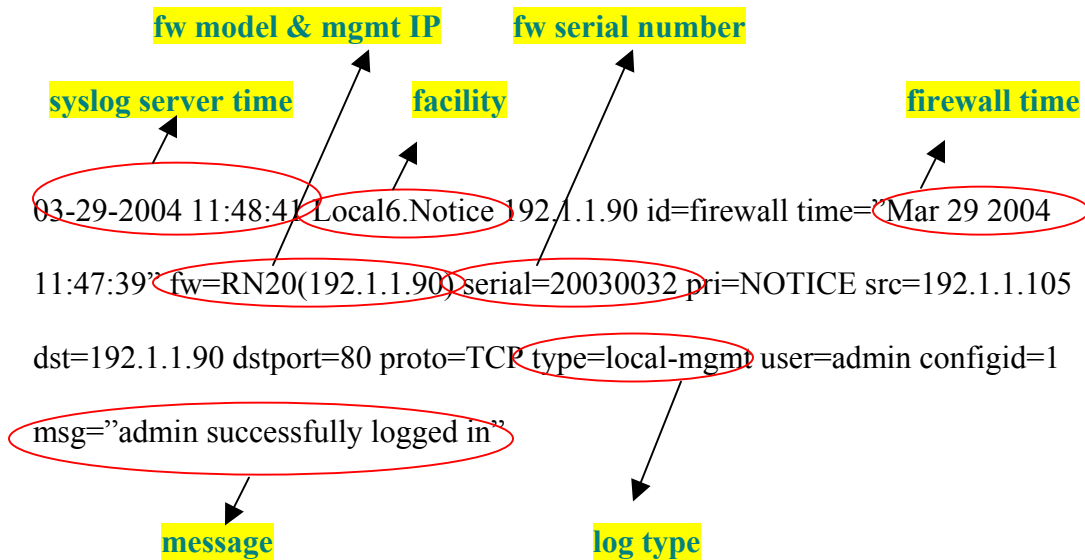 fw model & mgmt IP fw serial number
syslog server time facility firewall time
03-29-2004 11:48:41 Local6.Notice 192.1.1.90 id=firewall time=”Mar 29 2004
11:47:39” fw=RN20(192.1.1.90) serial=20030032 pri=NOTICE src=192.1.1.105
dst=192.1.1.90 dstport=80 proto=TCP type=local-mgmt user=admin configid=1
msg=”admin successfully logged in”
message log type